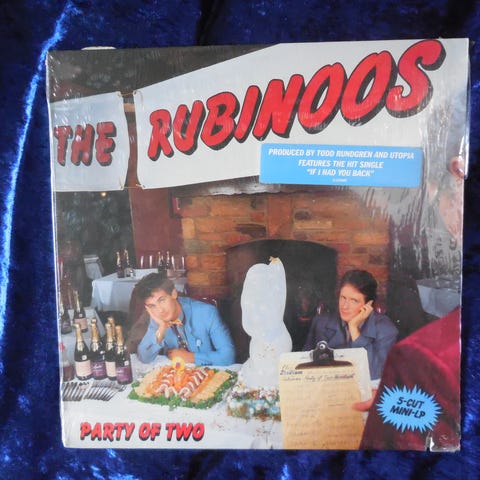 THE RUBINOOS
PRODUCED BY TODD RUNDGREN AND UTOPIA
FEATURES THE HIT SINGLE
"IF I HAD YOU BACK"
5-CUT
MINI-LP
PARTY OF TWO